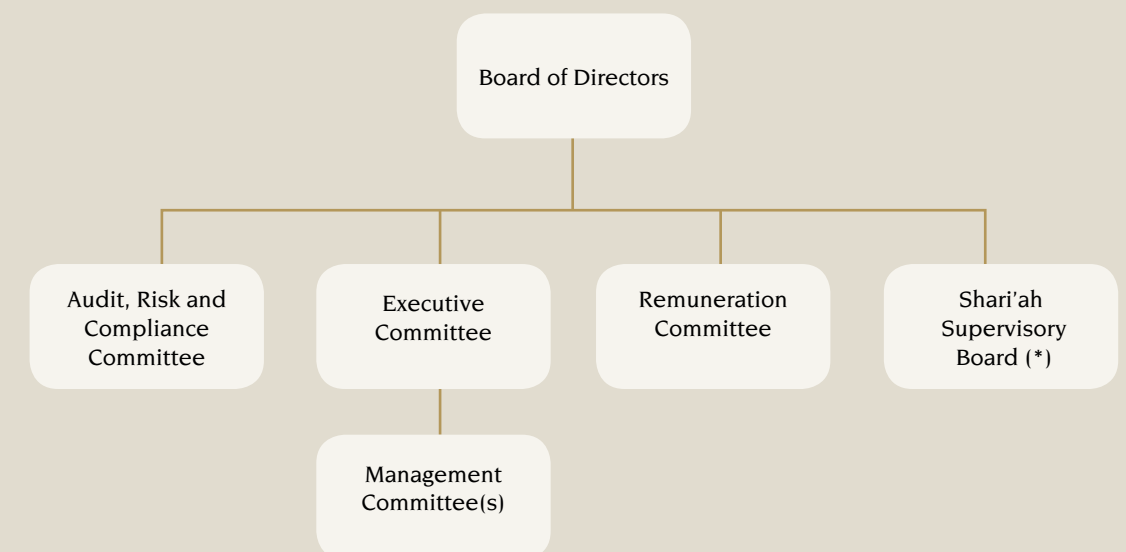 Board of Directors
Audit, Risk and
Compliance
Committee
Executive
Committee
Remuneration
Committee
Shari’ah
Supervisory
Board (*)
Management
Committee(s)